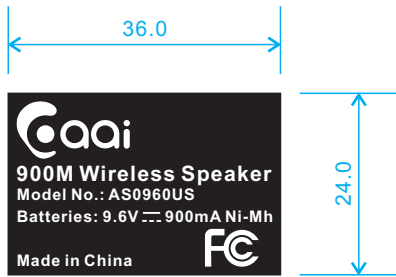 36.0
aai
900M Wireless Speaker
Model No.: AS0960US
Batteries: 9.6V ⎓ 900mA Ni-Mh
Made in China
FC
24.0